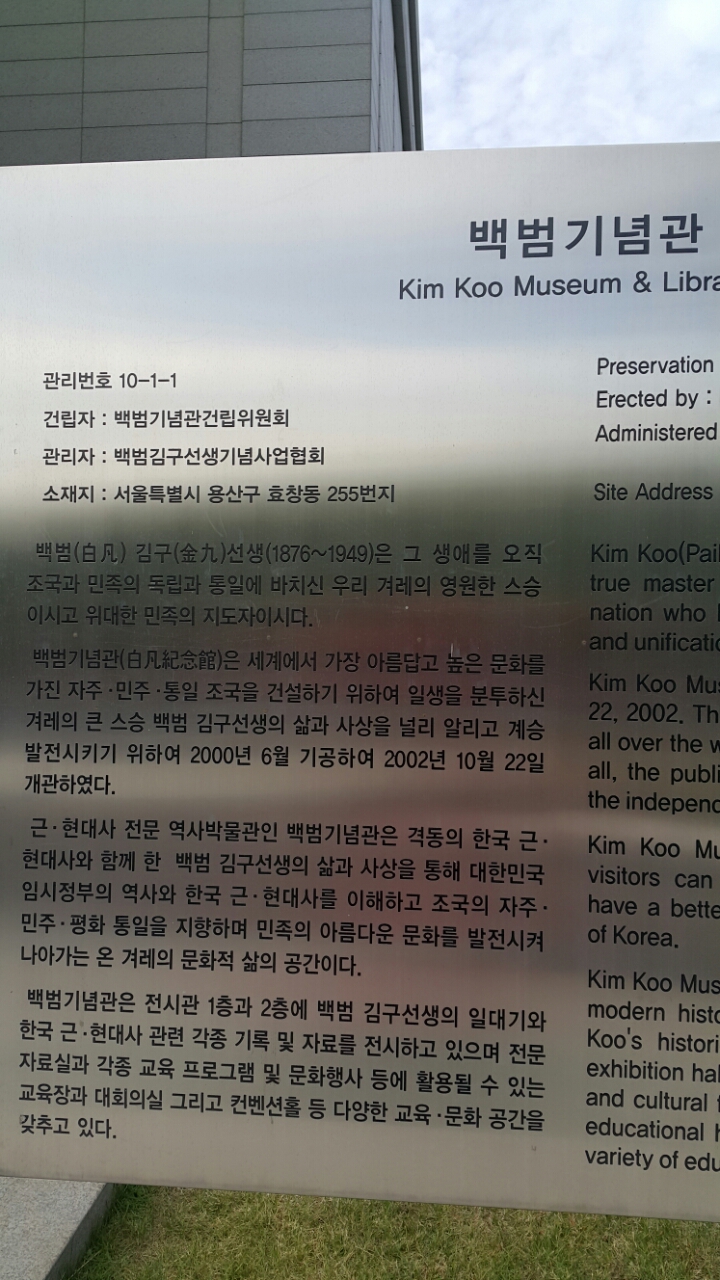 백범기념관
Kim Koo Museum &
관리번호 10-1-1
건립자 : 백범기념관건립위원회
관리자 : 백범김구선생기념사업협회
소재지 : 서울특별시 용산구 효창동 255번지
백범(白凡) 김구(金九)선생(1876~1949)은 그 생애를 오직
조국과 민족의 독립과 통일에 바치신 우리 겨레의 영원한 스승
이시고 위대한 민족의 지도자이시다.
백범기념관(白凡紀念館)은 세계에서 가장 아름답고 높은 문화를
가진 자주·민주·통일 조국을 건설하기 위하여 일생을 분투하신
겨레의 큰 스승 백범 김구선생의 삶과 사상을 널리 알리고 계승
발전시키기 위하여 2000년 6월 기공하여 2002년 10월 22일
개관하였다.
근·현대사 전문 역사박물관인 백범기념관은 격동의 한국 근·
현대사와 함께 한 백범 김구선생의 삶과 사상을 통해 대한민국
임시정부의 역사와 한국 근·현대사를 이해하고 조국의 자주·
민주·평화 통일을 지향하며 민족의 아름다운 문화를 발전시켜
나아가는 온 겨레의 문화적 삶의 공간이다.
백범기념관은 전시관 1층과 2층에 백범 김구선생의 일대기와
한국 근·현대사 관련 각종 기록 및 자료를 전시하고 있으며 전문
자료실과 각종 교육 프로그램 및 문화행사 등에 활용될 수 있는
교육장과 대회의실 그리고 컨벤션홀 등 다양한 교육·문화 공간을
갖추고 있다.
Preservation
Erected by :
Administered
Site Address
Kim
true master
nation who
and
Kim Koo
22, 2002.
all over the
all, the
the
Kim Koo
visitors can
have a
of Korea.
Kim Koo
modern
Koo's
exhibition
and cultural
educational
variety of